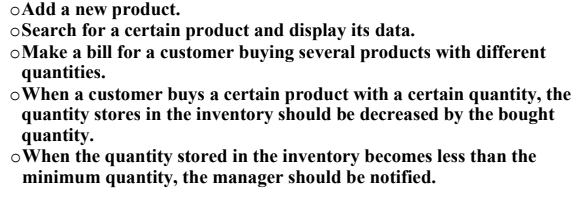 ○Add a new product.
○Search for a certain product and display its data.
○Make a bill for a customer buying several products with different
quantities.
○When a customer buys a certain product with a certain quantity, the
quantity stores in the inventory should be decreased by the bought
quantity.
○When the quantity stored in the inventory becomes less than the
minimum quantity, the manager should be notified.